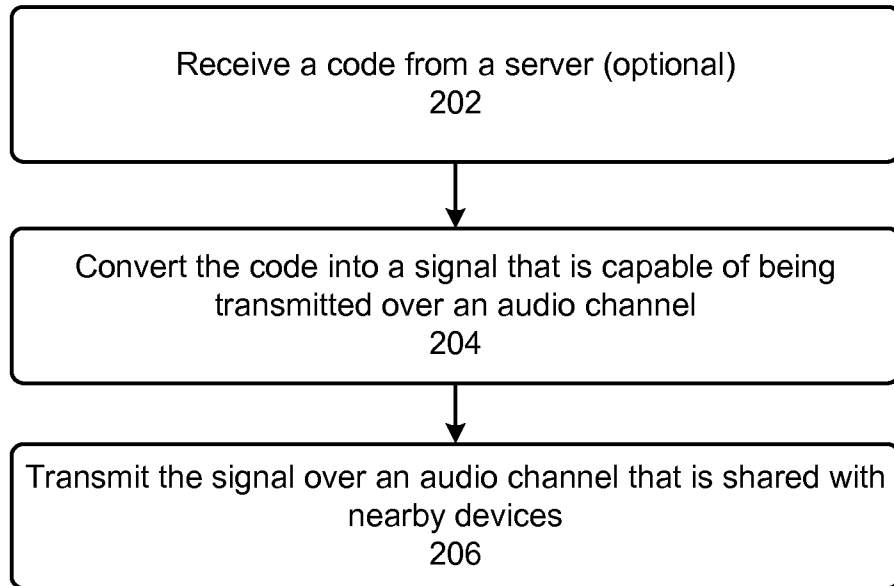 Receive a code from a server (optional)
202
Convert the code into a signal that is capable of being
transmitted over an audio channel
204
Transmit the signal over an audio channel that is shared with
nearby devices
206